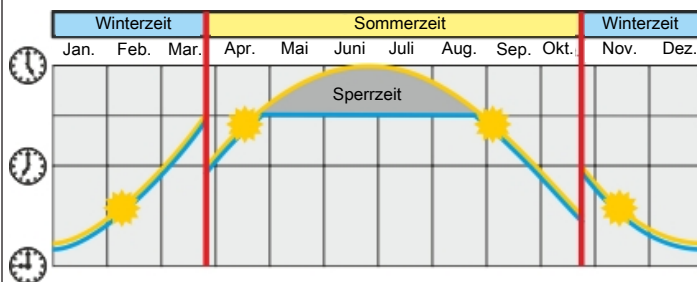 Winterzeit Sommerzeit Winterzeit
Jan. Feb. Mar. Apr. Mai Juni Juli Aug. Sep. Okt. Nov. Dez.
Sperrzeit